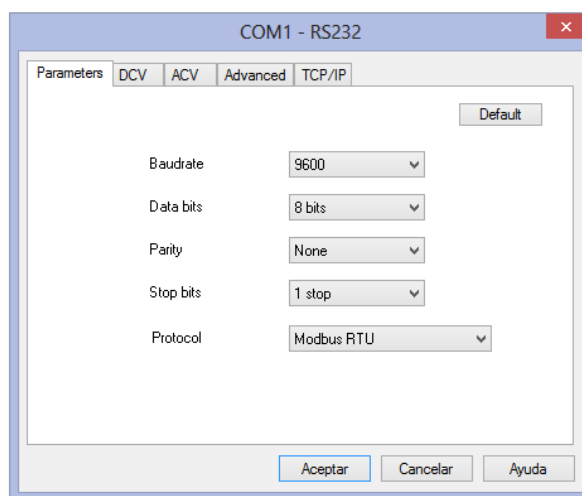 COM1 - RS232
Parameters DCV ACV Advanced TCP/IP
Default
Baudrate 9600
Data bits 8 bits
Parity None
Stop bits 1 stop
Protocol Modbus RTU
Aceptar Cancelar Ayuda